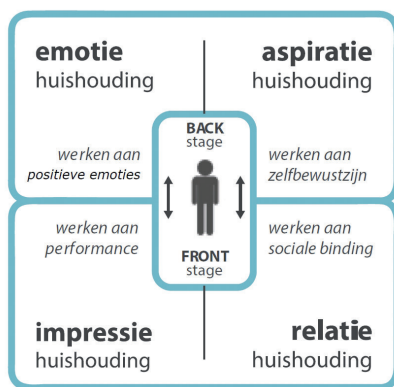 emotie
huishouding
aspiratie
huishouding
BACK
stage
werken aan
positieve emoties
werken aan
zelfbewustzijn
werken aan
performance
werken aan
sociale binding
FRONT
stage
impressie
huishouding
relatie
huishouding